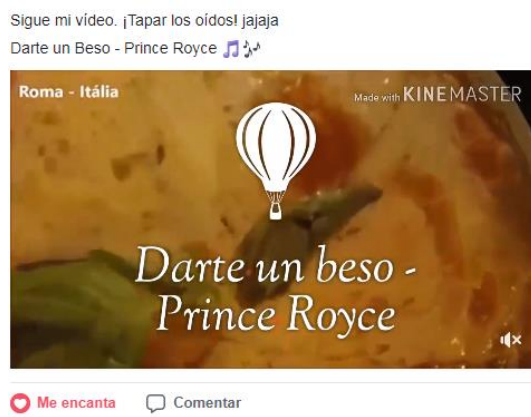 Sigue mi vídeo. ¡Tapar los oídos! jajaja
Darte un Beso - Prince Royce 🎵🎶
Roma - Itália
Made with KINEMASTER
Darte un beso -
Prince Royce
Me encanta
Comentar